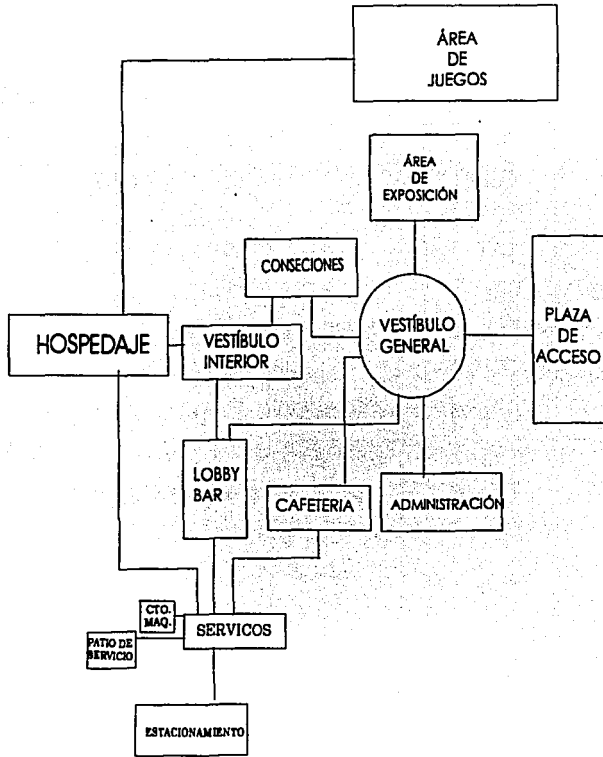 ÁREA
DE
JUEGOS
ÁREA
DE
EXPOSICIÓN
CONSECIONES
PLAZA
DE
ACCESO
HOSPEDAJE
VESTÍBULO
INTERIOR
VESTÍBULO
GENERAL
LOBBY
BAR
CAFETERIA
ADMINISTRACIÓN
CTO.
MAQ.
SERVICOS
PATIO DE
SERVICIO
ESTACIONAMIENTO